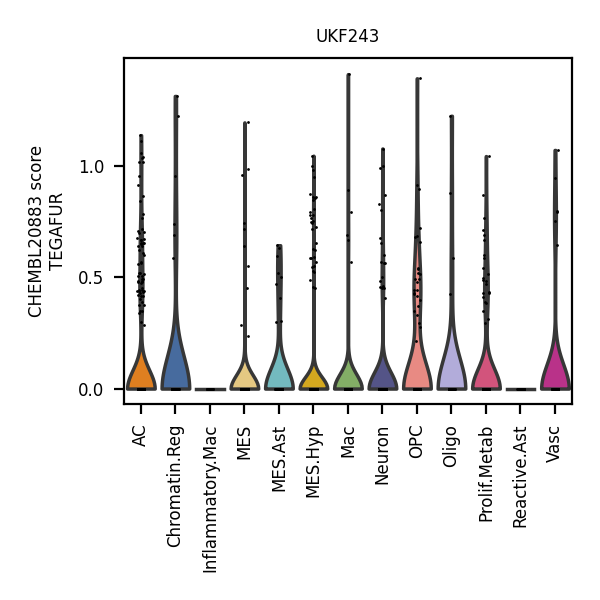 UKF243
CHEMBL20883 score
TEGAFUR
1.0
0.5
0.0
AC
Chromatin.Reg
Inflammatory.Mac
MES
MES.Ast
MES.Hyp
Mac
Neuron
OPC
Oligo
Prolif.Metab
Reactive.Ast
Vasc